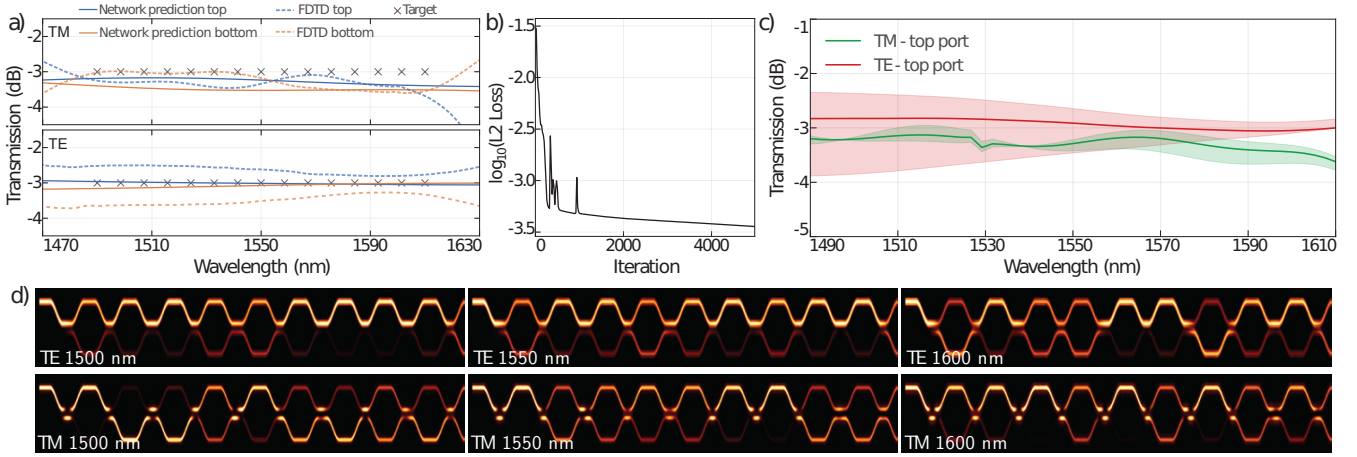 a)
Network prediction top
FDTD top
Target
TM
Network prediction bottom
FDTD bottom
-2
-3
-4
TE
-2
-3
-4
Transmission (dB)
1470 1510 1550 1590 1630
Wavelength (nm)
b)
-1.5
-2.0
-2.5
-3.0
-3.5
log10(L2 Loss)
0 2000 4000
Iteration
c)
-1
-2
-3
-4
-5
Transmission (dB)
TM - top port
TE - top port
1490 1510 1530 1550 1570 1590 1610
Wavelength (nm)
d)
TE 1500 nm
TE 1550 nm
TE 1600 nm
TM 1500 nm
TM 1550 nm
TM 1600 nm